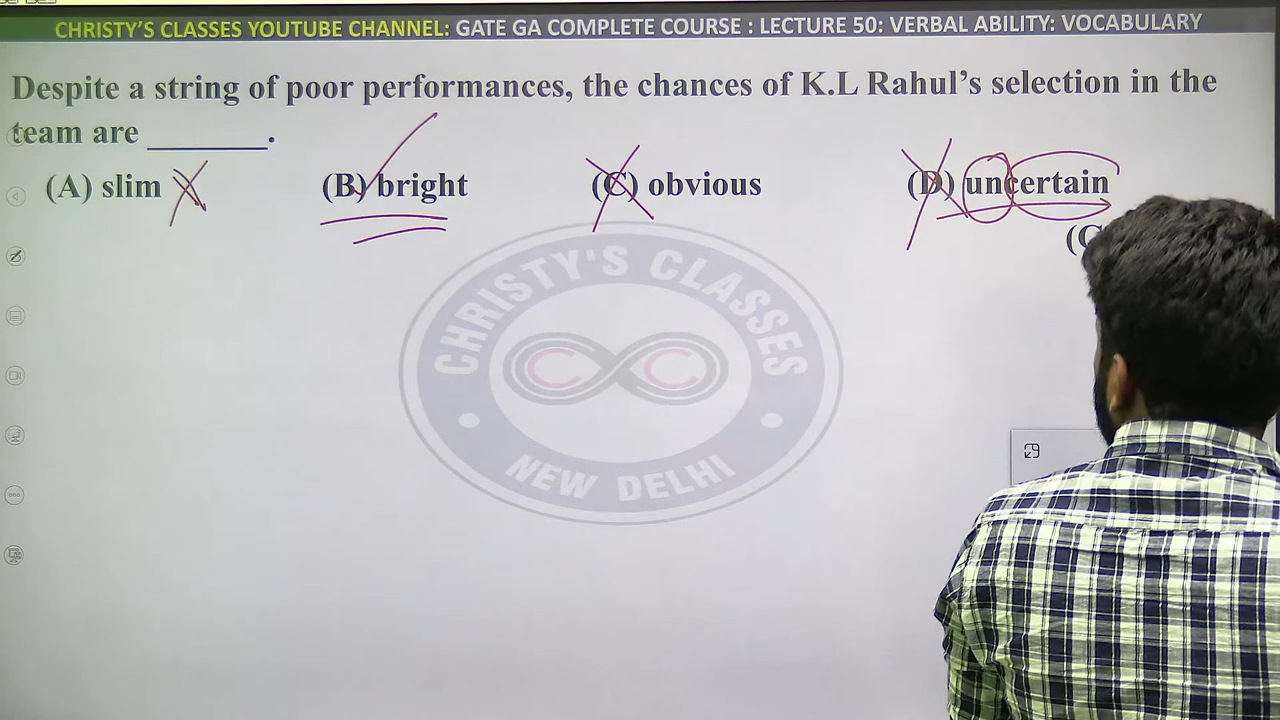 CHRISTY'S CLASSES YOUTUBE CHANNEL: GATE GA COMPLETE COURSE : LECTURE 50: VERBAL ABILITY: VOCABULARY
Despite a string of poor performances, the chances of K.L Rahul’s selection in the
team are ________.
(A) slim (B) bright (C) obvious (D) uncertain
CHRISTY'S CLASSES
CC
NEW DELHI